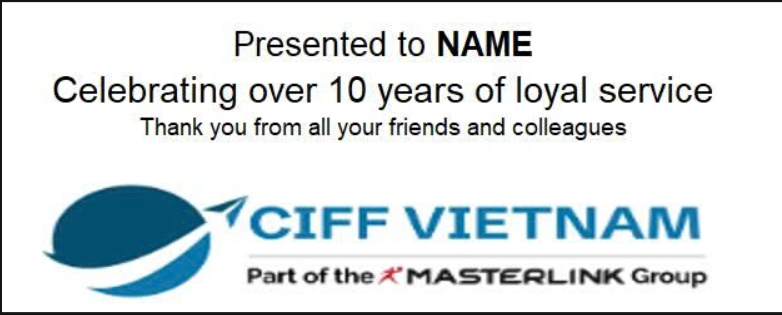 Presented to NAME
Celebrating over 10 years of loyal service
Thank you from all your friends and colleagues
CIFF VIETNAM
Part of the MASTERLINK Group